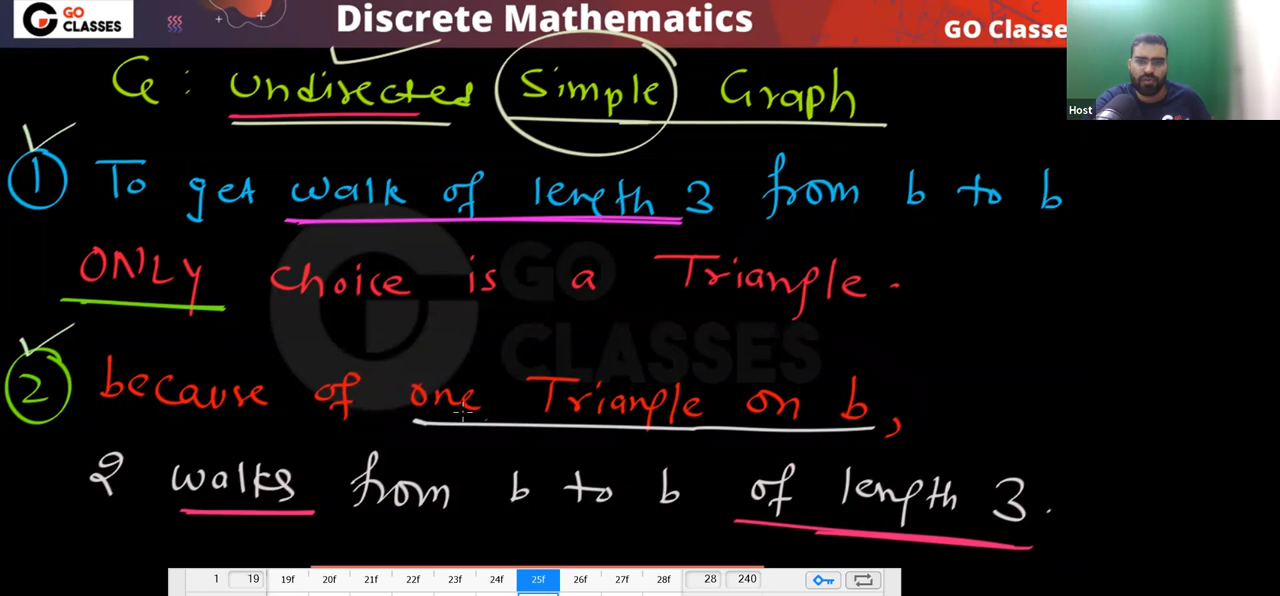 GO CLASSES
Discrete Mathematics
GO Classe
Host
G : Undirected Simple Graph
① To get walk of length 3 from b to b
ONLY choice is a Triangle.
GO
CLASSES
② because of one Triangle on b,
2 walks from b to b of length 3.
1 19 19f 20f 21f 22f 23f 24f 25f 26f 27f 28f 28 240